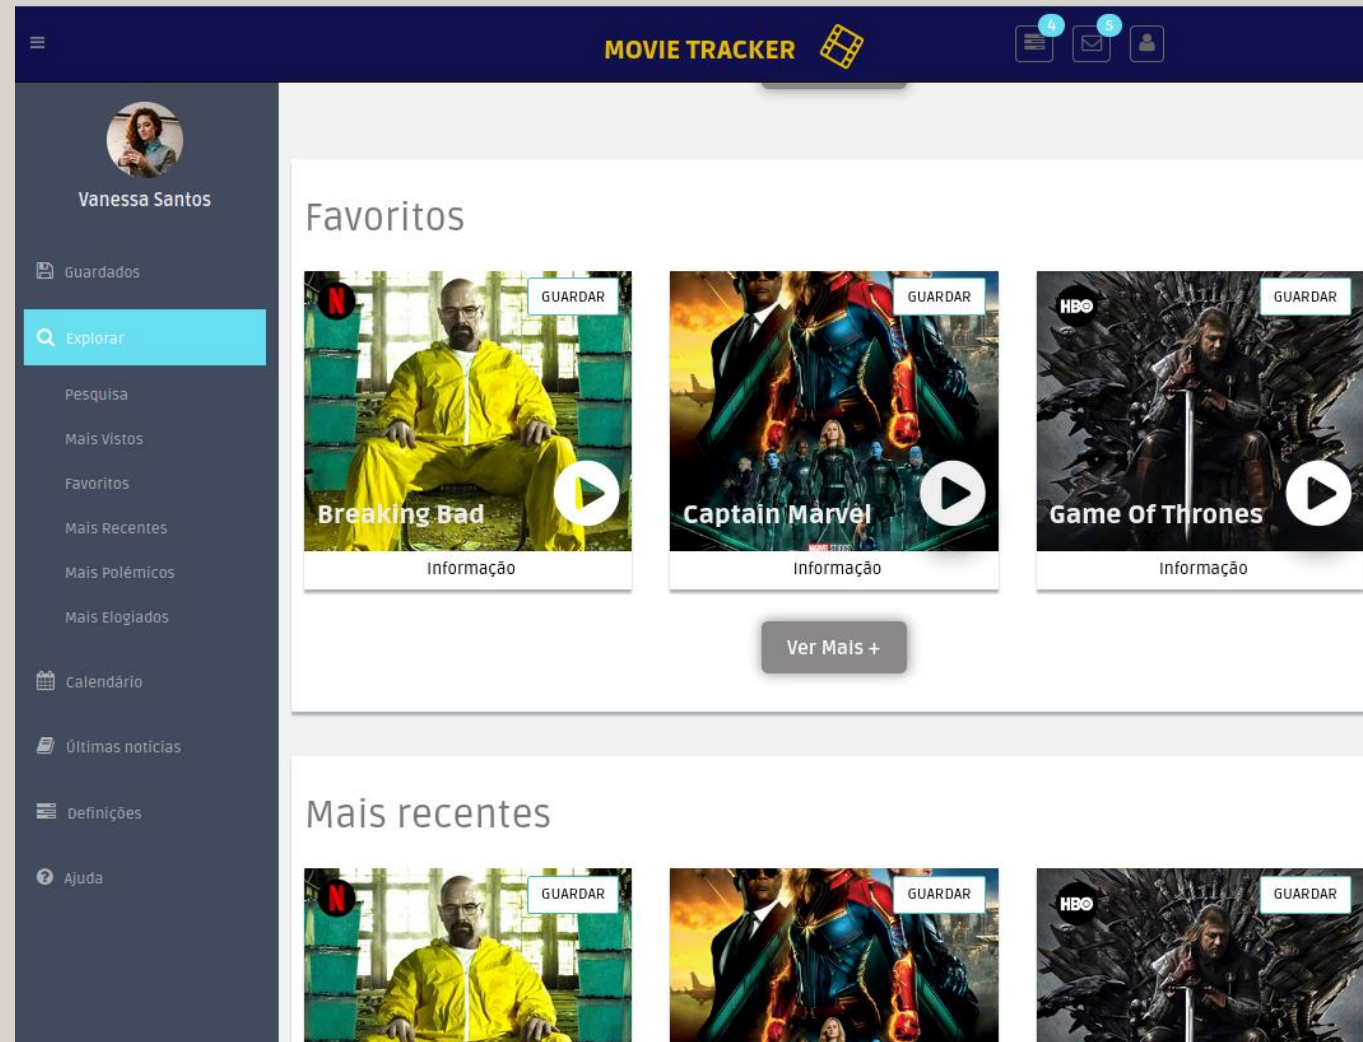 MOVIE TRACKER
4
5
Vanessa Santos
Guardados
Explorar
Pesquisa
Mais Vistos
Favoritos
Mais Recentes
Mais Polémicos
Mais Elogiados
Calendário
Últimas notícias
Definições
Ajuda
Favoritos
N
GUARDAR
Breaking Bad
Informação
GUARDAR
Captain Marvel
MARVEL STUDIOS
Informação
HBO
GUARDAR
Game Of Thrones
Informação
Ver Mais +
Mais recentes
N
GUARDAR
GUARDAR
HBO
GUARDAR